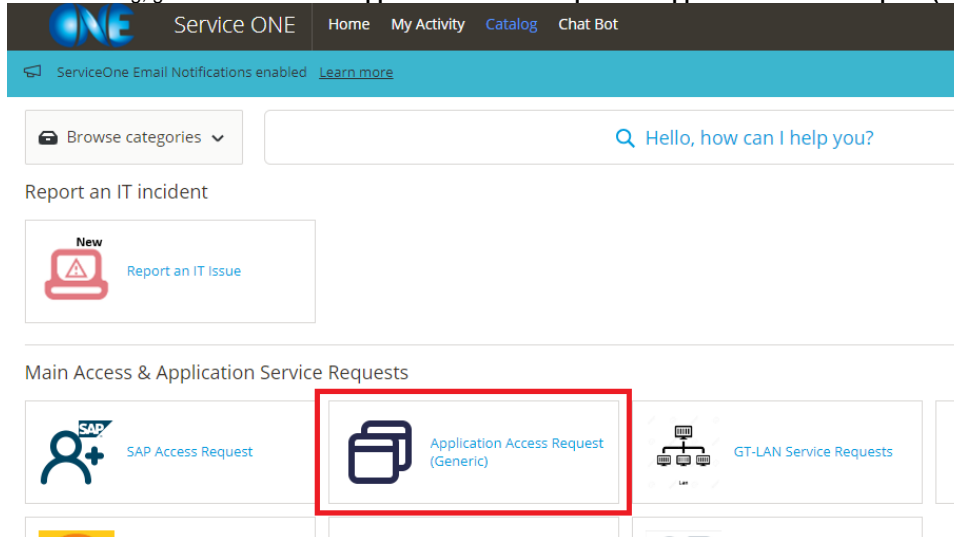 ONE Service ONE Home My Activity Catalog Chat Bot
ServiceOne Email Notifications enabled Learn more
Browse categories
Hello, how can I help you?
Report an IT incident
New
Report an IT Issue
Main Access & Application Service Requests
SAP
SAP Access Request
Application Access Request
(Generic)
Lan
GT-LAN Service Requests